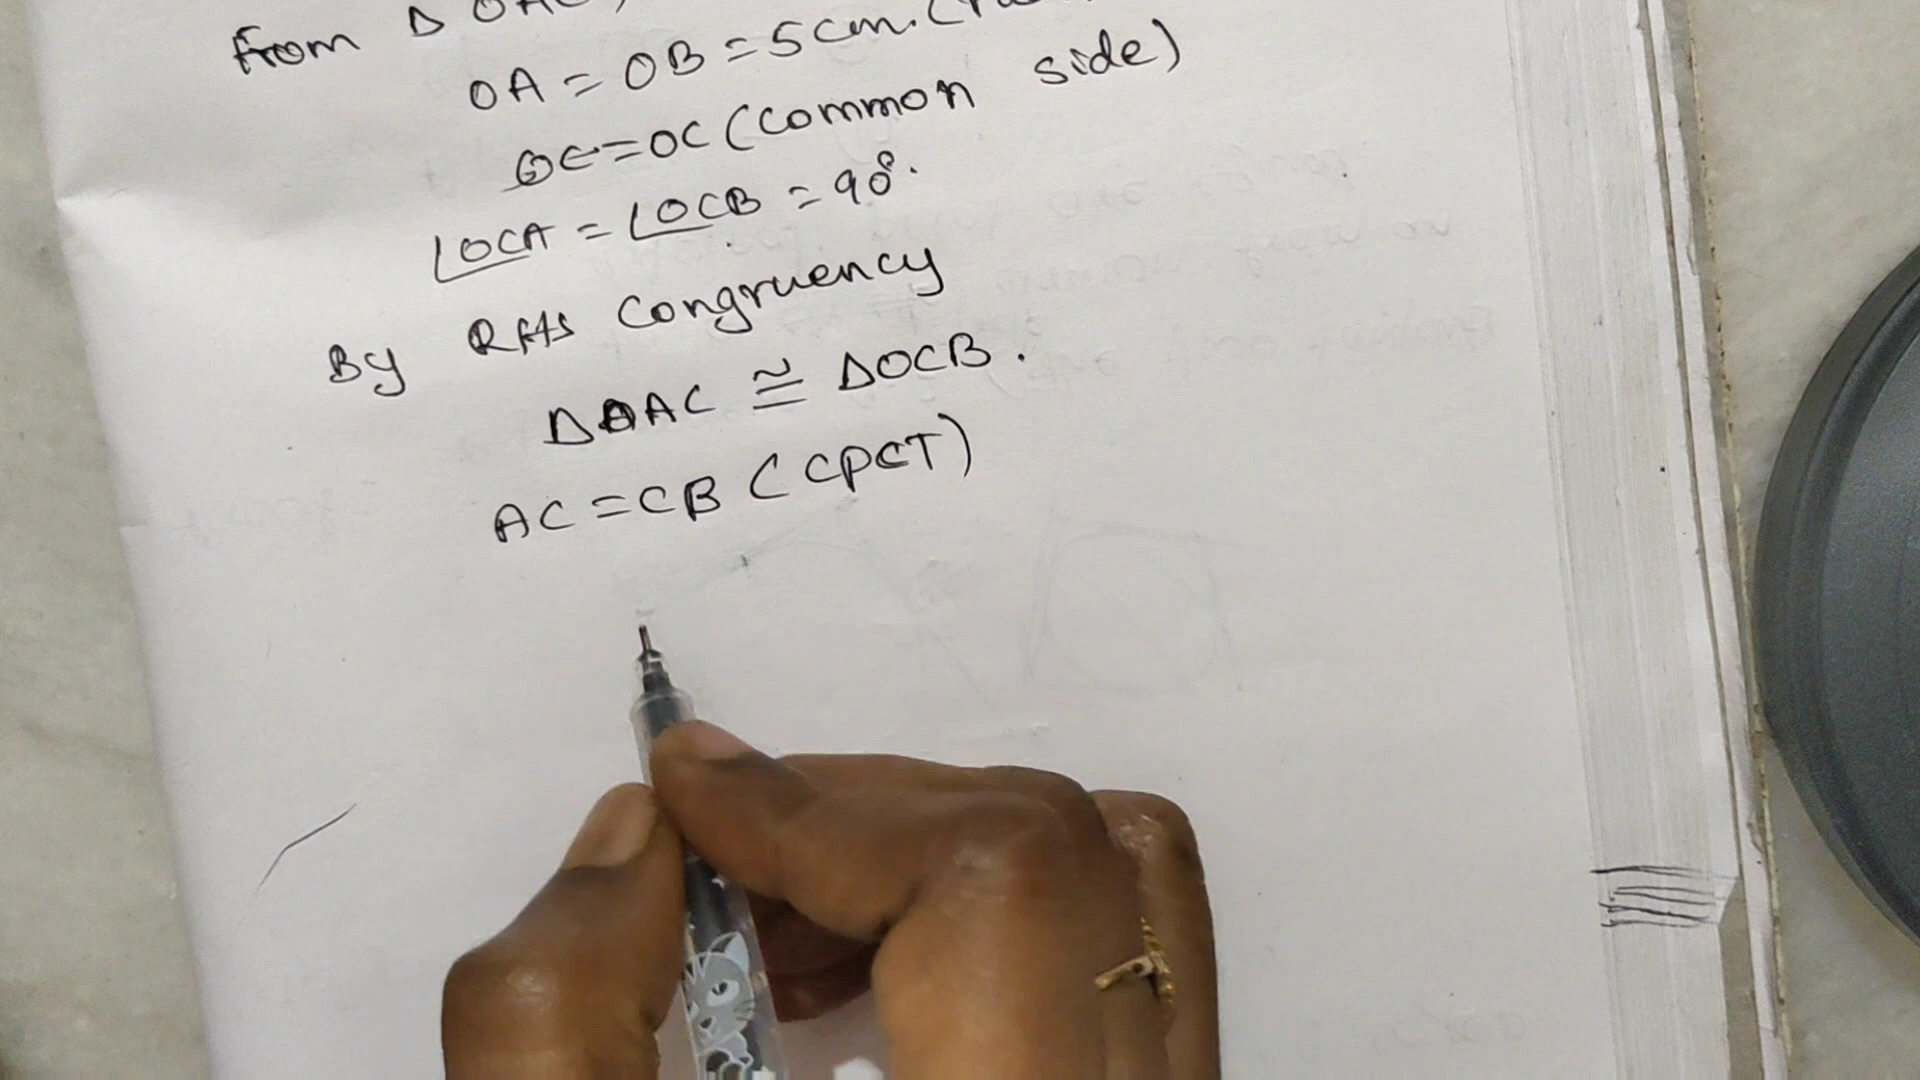 From Δ OAC,
OA = OB = 5cm.
OC = OC (Common side)
∠OCA = ∠OCB = 90°.
By RHS Congruency
ΔOAC ≅ ΔOCB.
AC = CB (CPCT)